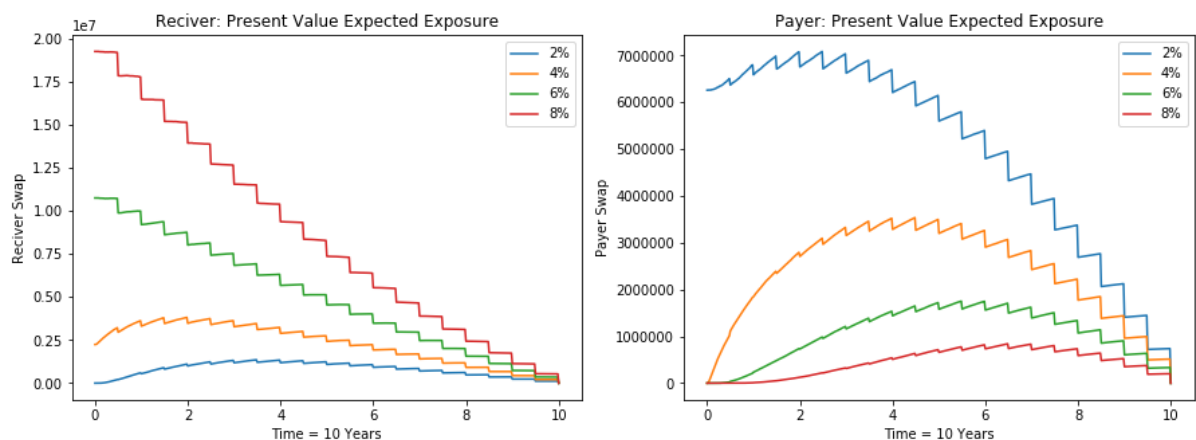 Reciver: Present Value Expected Exposure
1e7
2.00
1.75
1.50
1.25
1.00
0.75
0.50
0.25
0.00
Reciver Swap
2%
4%
6%
8%
0 2 4 6 8 10
Time = 10 Years
Payer: Present Value Expected Exposure
7000000
6000000
5000000
4000000
3000000
2000000
1000000
0
Payer Swap
2%
4%
6%
8%
0 2 4 6 8 10
Time = 10 Years